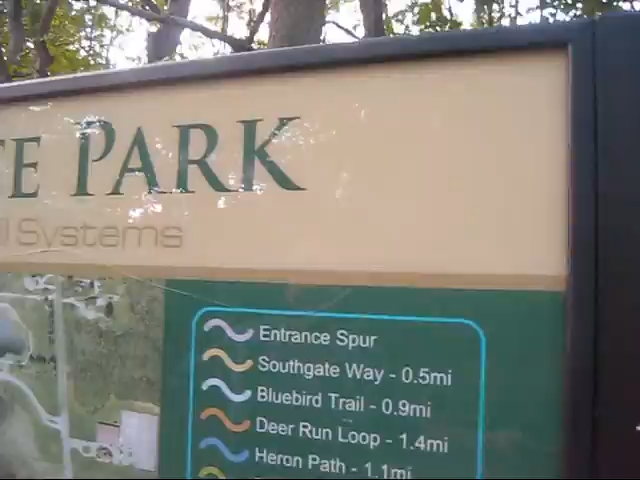 TE PARK
l Systems
Entrance Spur
Southgate Way - 0.5mi
Bluebird Trail - 0.9mi
Deer Run Loop - 1.4mi
Heron Path - 1.1mi